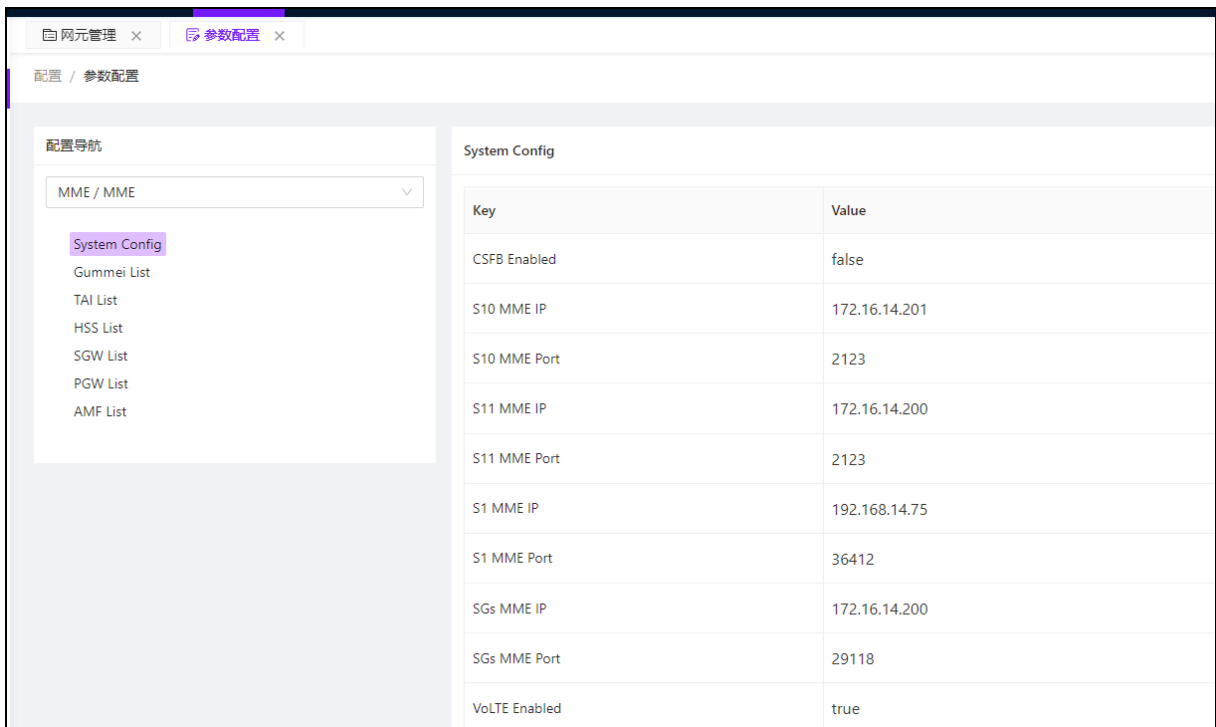 网元管理
参数配置
配置 / 参数配置
配置导航
MME / MME
System Config
Gummei List
TAI List
HSS List
SGW List
PGW List
AMF List
System Config
Key Value
CSFB Enabled false
S10 MME IP 172.16.14.201
S10 MME Port 2123
S11 MME IP 172.16.14.200
S11 MME Port 2123
S1 MME IP 192.168.14.75
S1 MME Port 36412
SGs MME IP 172.16.14.200
SGs MME Port 29118
VoLTE Enabled true